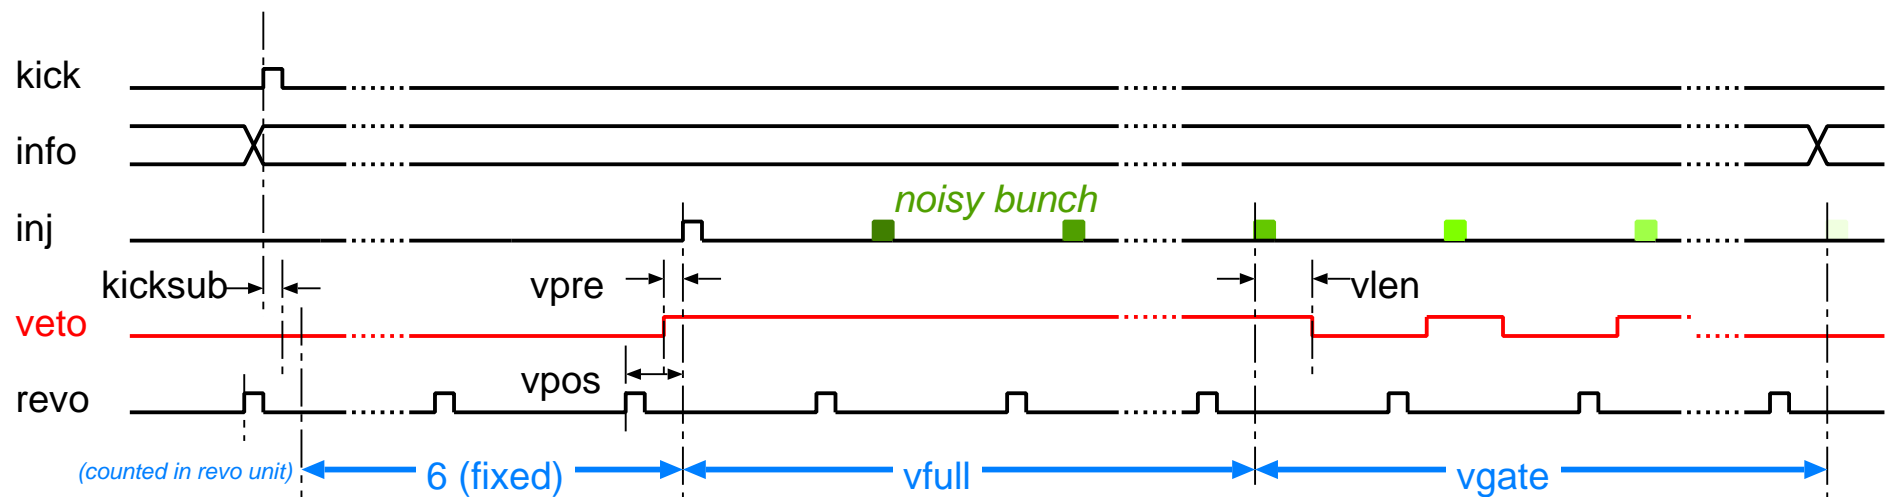 kick
info
noisy bunch
inj
kicksub
vpre
vlen
veto
vpos
revo
(counted in revo unit)
6 (fixed)
vfull
vgate